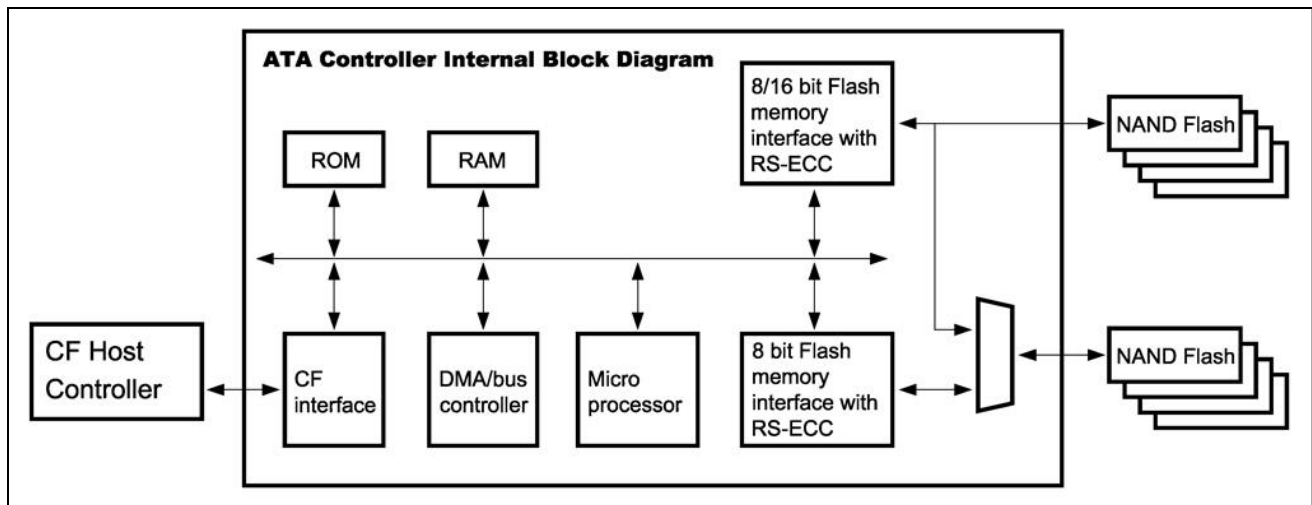 ATA Controller Internal Block Diagram
8/16 bit Flash
memory
interface with
RS-ECC
NAND Flash
ROM
RAM
CF Host
Controller
CF
interface
DMA/bus
controller
Micro
processor
8 bit Flash
memory
interface with
RS-ECC
NAND Flash